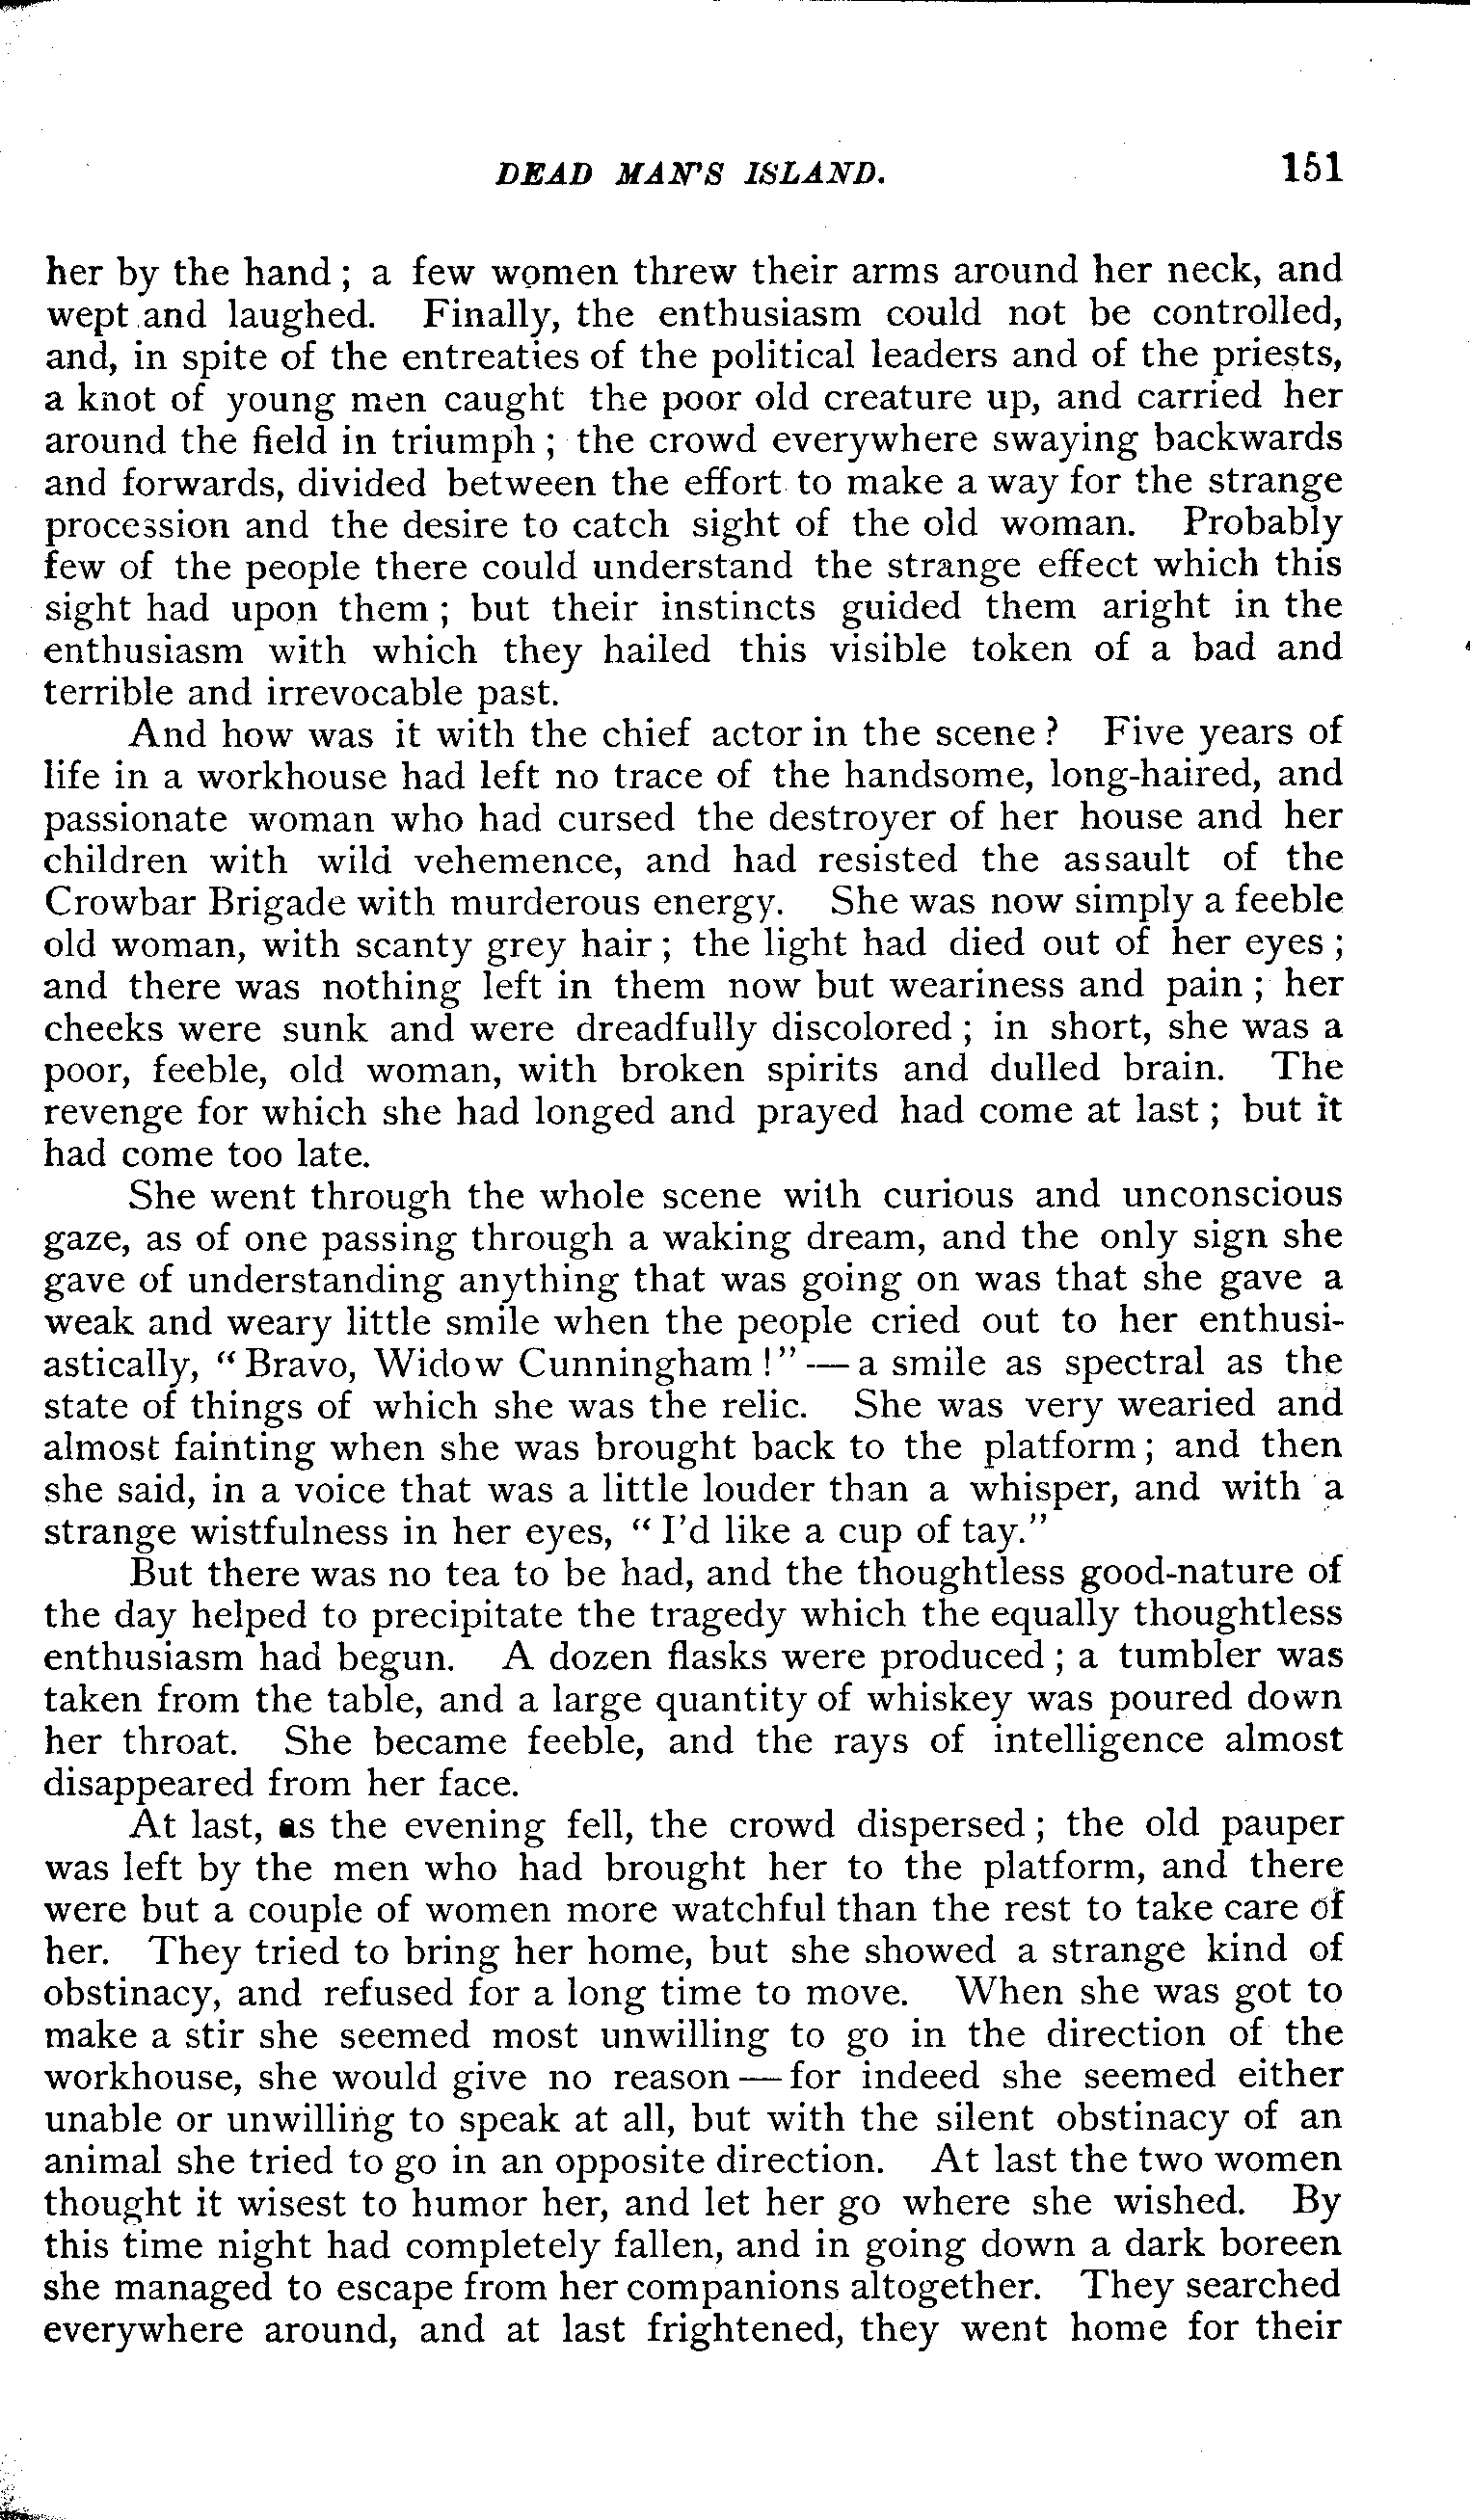 DEAD MAN'S ISLAND. 151
her by the hand; a few women threw their arms around her neck, and
wept and laughed. Finally, the enthusiasm could not be controlled,
and, in spite of the entreaties of the political leaders and of the priests,
a knot of young men caught the poor old creature up, and carried her
around the field in triumph; the crowd everywhere swaying backwards
and forwards, divided between the effort to make a way for the strange
procession and the desire to catch sight of the old woman. Probably
few of the people there could understand the strange effect which this
sight had upon them; but their instincts guided them aright in the
enthusiasm with which they hailed this visible token of a bad and
terrible and irrevocable past.
And how was it with the chief actor in the scene? Five years of
life in a workhouse had left no trace of the handsome, long-haired, and
passionate woman who had cursed the destroyer of her house and her
children with wild vehemence, and had resisted the assault of the
Crowbar Brigade with murderous energy. She was now simply a feeble
old woman, with scanty grey hair; the light had died out of her eyes;
and there was nothing left in them now but weariness and pain; her
cheeks were sunk and were dreadfully discolored; in short, she was a
poor, feeble, old woman, with broken spirits and dulled brain. The
revenge for which she had longed and prayed had come at last; but it
had come too late.
She went through the whole scene with curious and unconscious
gaze, as of one passing through a waking dream, and the only sign she
gave of understanding anything that was going on was that she gave a
weak and weary little smile when the people cried out to her enthusi-
astically, "Bravo, Widow Cunningham!" — a smile as spectral as the
state of things of which she was the relic. She was very wearied and
almost fainting when she was brought back to the platform; and then
she said, in a voice that was a little louder than a whisper, and with a
strange wistfulness in her eyes, "I'd like a cup of tay."
But there was no tea to be had, and the thoughtless good-nature of
the day helped to precipitate the tragedy which the equally thoughtless
enthusiasm had begun. A dozen flasks were produced; a tumbler was
taken from the table, and a large quantity of whiskey was poured down
her throat. She became feeble, and the rays of intelligence almost
disappeared from her face.
At last, as the evening fell, the crowd dispersed; the old pauper
was left by the men who had brought her to the platform, and there
were but a couple of women more watchful than the rest to take care of
her. They tried to bring her home, but she showed a strange kind of
obstinacy, and refused for a long time to move. When she was got to
make a stir she seemed most unwilling to go in the direction of the
workhouse, she would give no reason — for indeed she seemed either
unable or unwilling to speak at all, but with the silent obstinacy of an
animal she tried to go in an opposite direction. At last the two women
thought it wisest to humor her, and let her go where she wished. By
this time night had completely fallen, and in going down a dark boreen
she managed to escape from her companions altogether. They searched
everywhere around, and at last frightened, they went home for their